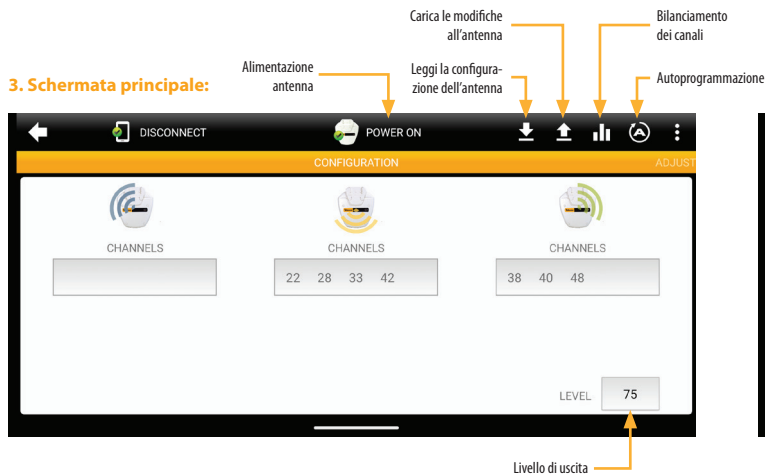 Carica le modifiche
all'antenna
Bilanciamento
dei canali
3. Schermata principale:
Alimentazione
antenna
Leggi la configura-
zione dell'antenna
Autoprogrammazione
DISCONNECT
POWER ON
CONFIGURATION
ADJUST
CHANNELS
CHANNELS
CHANNELS
22 28 33 42
38 40 48
LEVEL 75
Livello di uscita